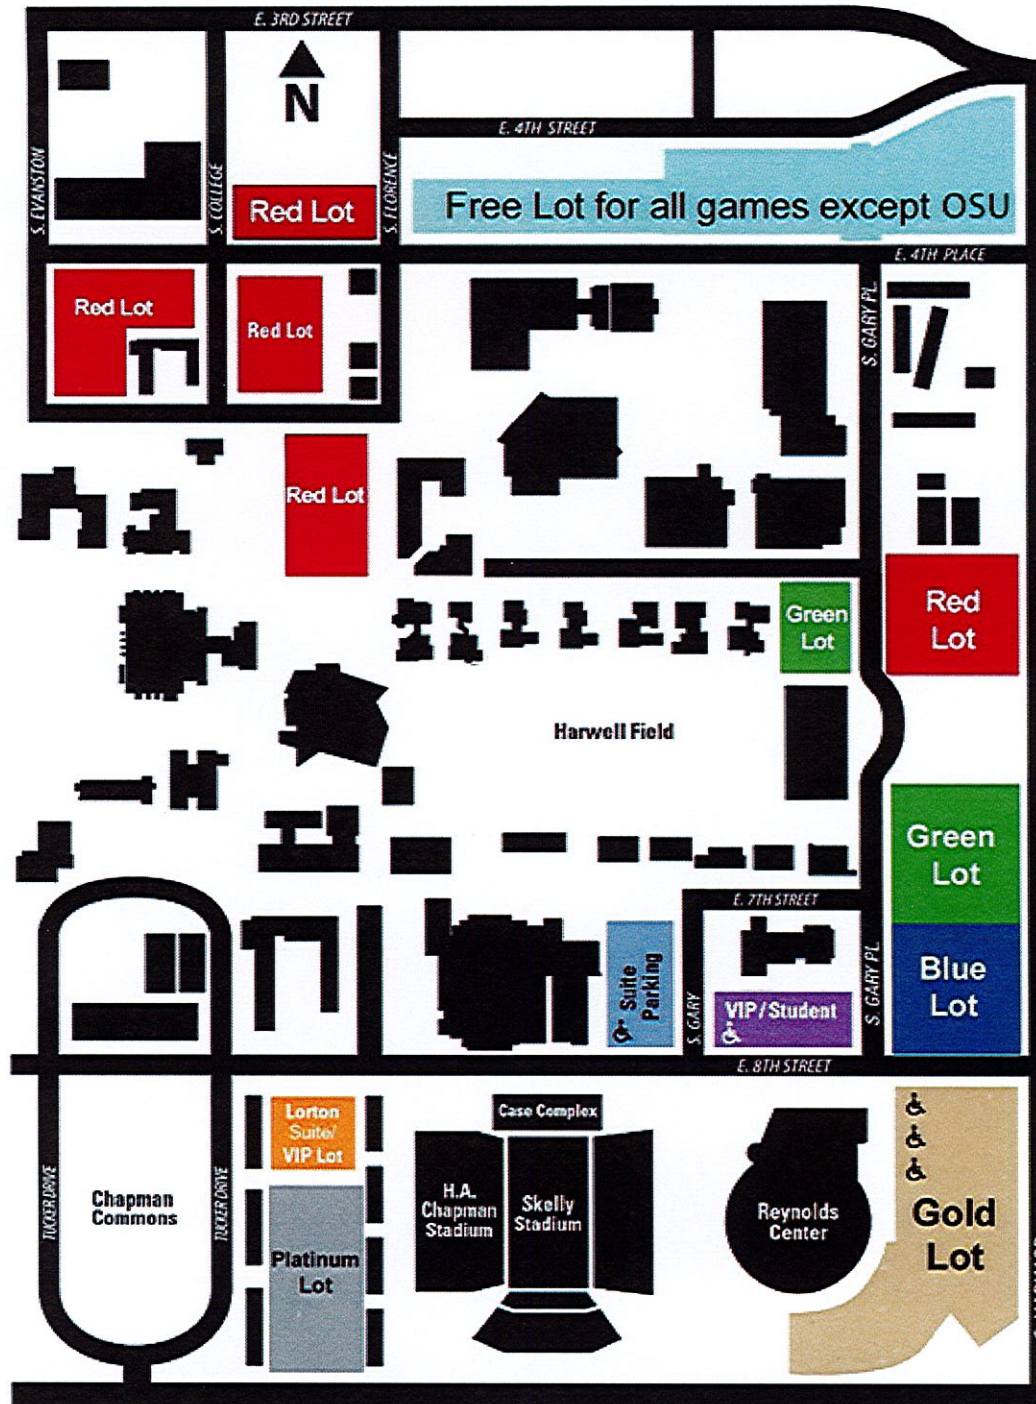 E. 3RD STREET
N
E. 4TH STREET
S. EVANSTON
S. COLLEGE
S. FLORENCE
Red Lot
Free Lot for all games except OSU
E. 4TH PLACE
Red Lot
Red Lot
S. GARY PL.
Red Lot
Green
Lot
Red
Lot
Harwell Field
Green
Lot
E. 7TH STREET
Suite
Parking
S. GARY
VIP/Student
S. GARY PL.
Blue
Lot
E. 8TH STREET
Lorton
Suite/
VIP Lot
Case Complex
TUCKER DRIVE
Chapman
Commons
TUCKER DRIVE
Platinum
Lot
H.A.
Chapman
Stadium
Skelly
Stadium
Reynolds
Center
Gold
Lot